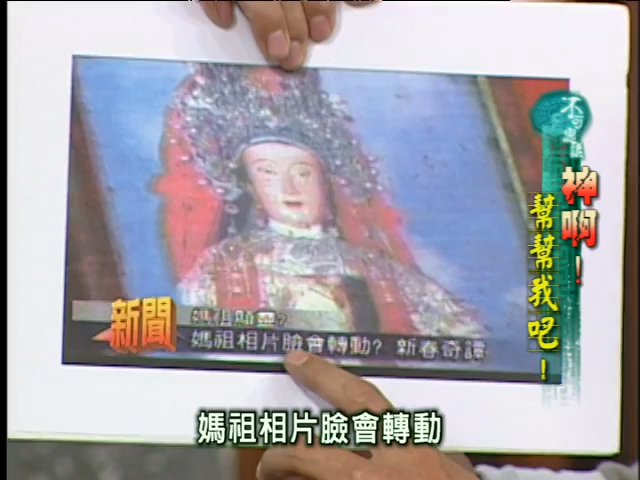 不可思議
神啊！
幫幫我吧！
新聞
媽祖顯靈？
媽祖相片臉會轉動？ 新春奇譚
媽祖相片臉會轉動